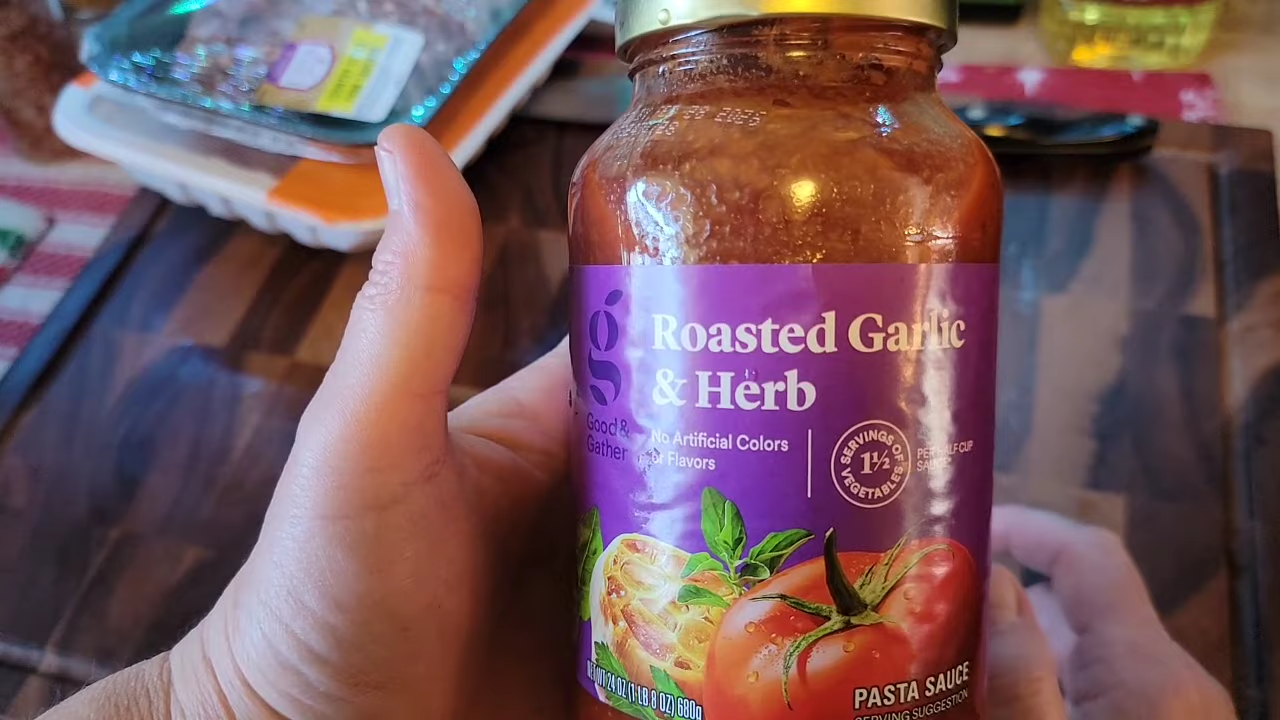 Roasted Garlic
& Herb
Good &
Gather
No Artificial Colors
or Flavors
SERVINGS OF
1½
VEGETABLES
PER HALF CUP
SAUCE
NET WT 24 OZ (1 LB 8 OZ) 680g
PASTA SAUCE
SERVING SUGGESTION